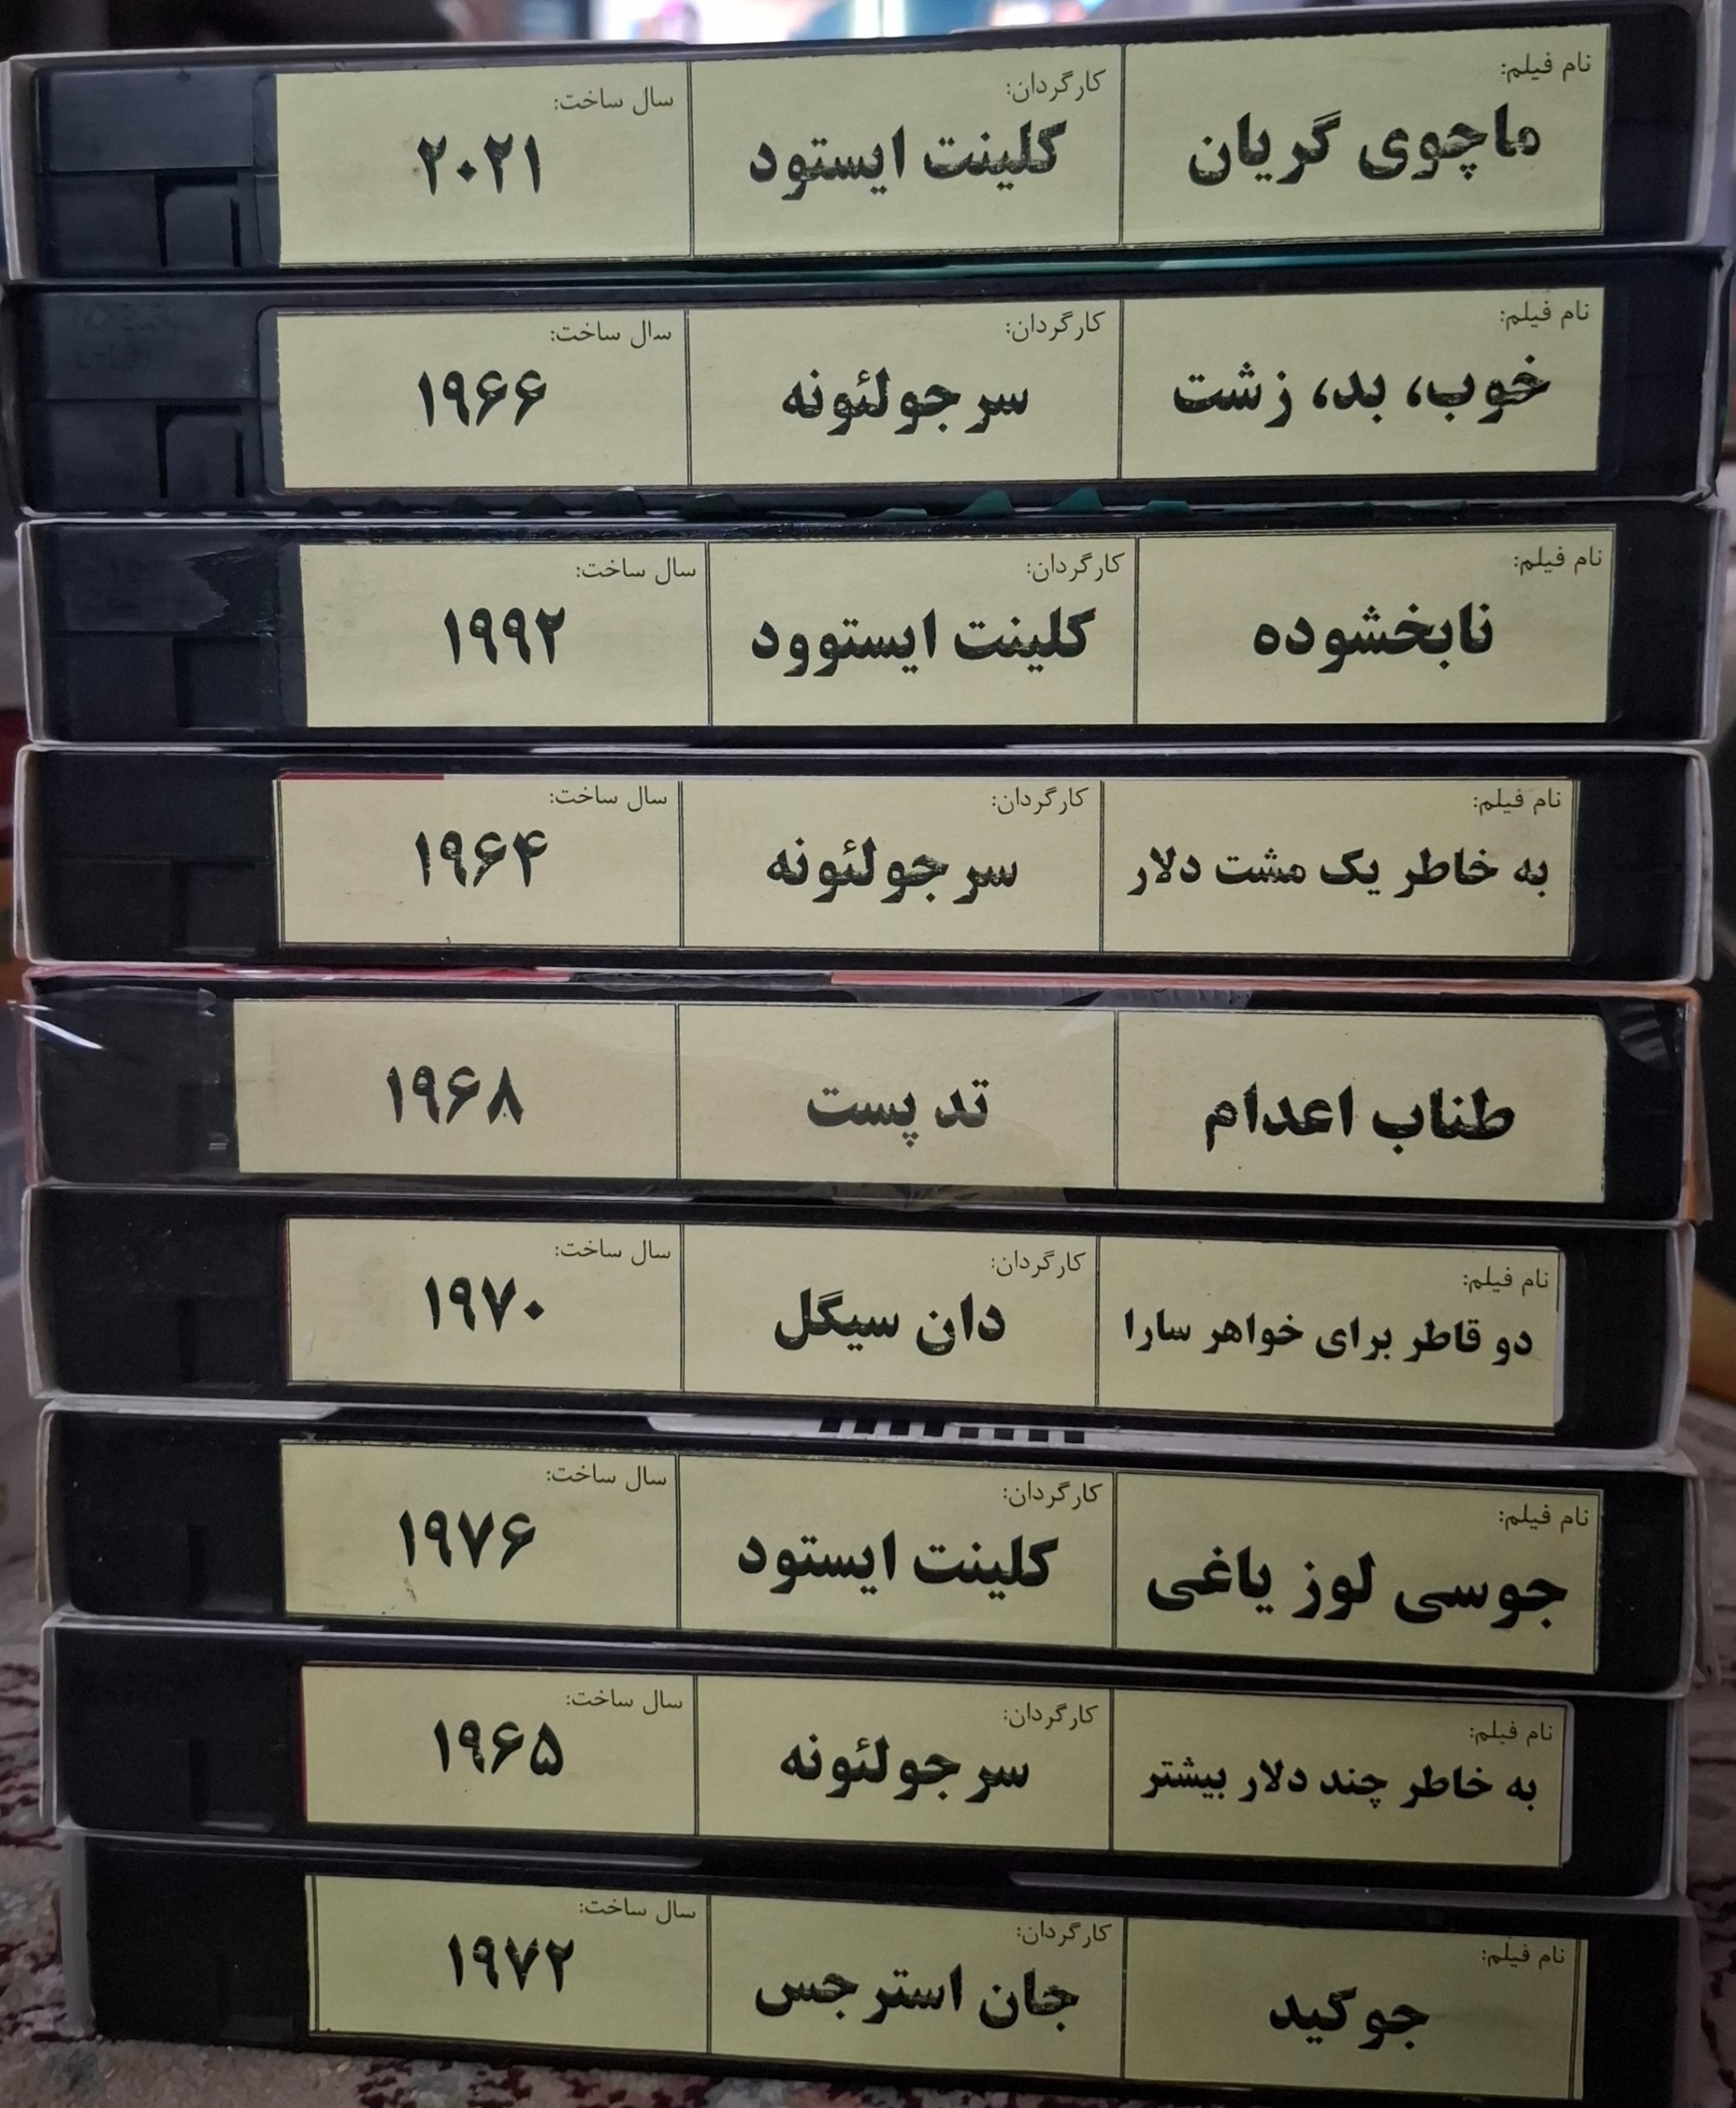 نام فیلم:
ماچوی گریان
کارگردان:
کلینت ایستود
سال ساخت:
۲۰۲۱
نام فیلم:
خوب، بد، زشت
کارگردان:
سرجولئونه
سال ساخت:
۱۹۶۶
نام فیلم:
نابخشوده
کارگردان:
کلینت ایستوود
سال ساخت:
۱۹۹۲
نام فیلم:
به خاطر یک مشت دلار
کارگردان:
سرجولئونه
سال ساخت:
۱۹۶۴
طناب اعدام
تد پست
۱۹۶۸
نام فیلم:
دو قاطر برای خواهر سارا
کارگردان:
دان سیگل
سال ساخت:
۱۹۷۰
نام فیلم:
جوسی لوز یاغی
کارگردان:
کلینت ایستود
سال ساخت:
۱۹۷۶
نام فیلم:
به خاطر چند دلار بیشتر
کارگردان:
سرجولئونه
سال ساخت:
۱۹۶۵
نام فیلم:
جوکید
کارگردان:
جان استرجس
سال ساخت:
۱۹۷۲